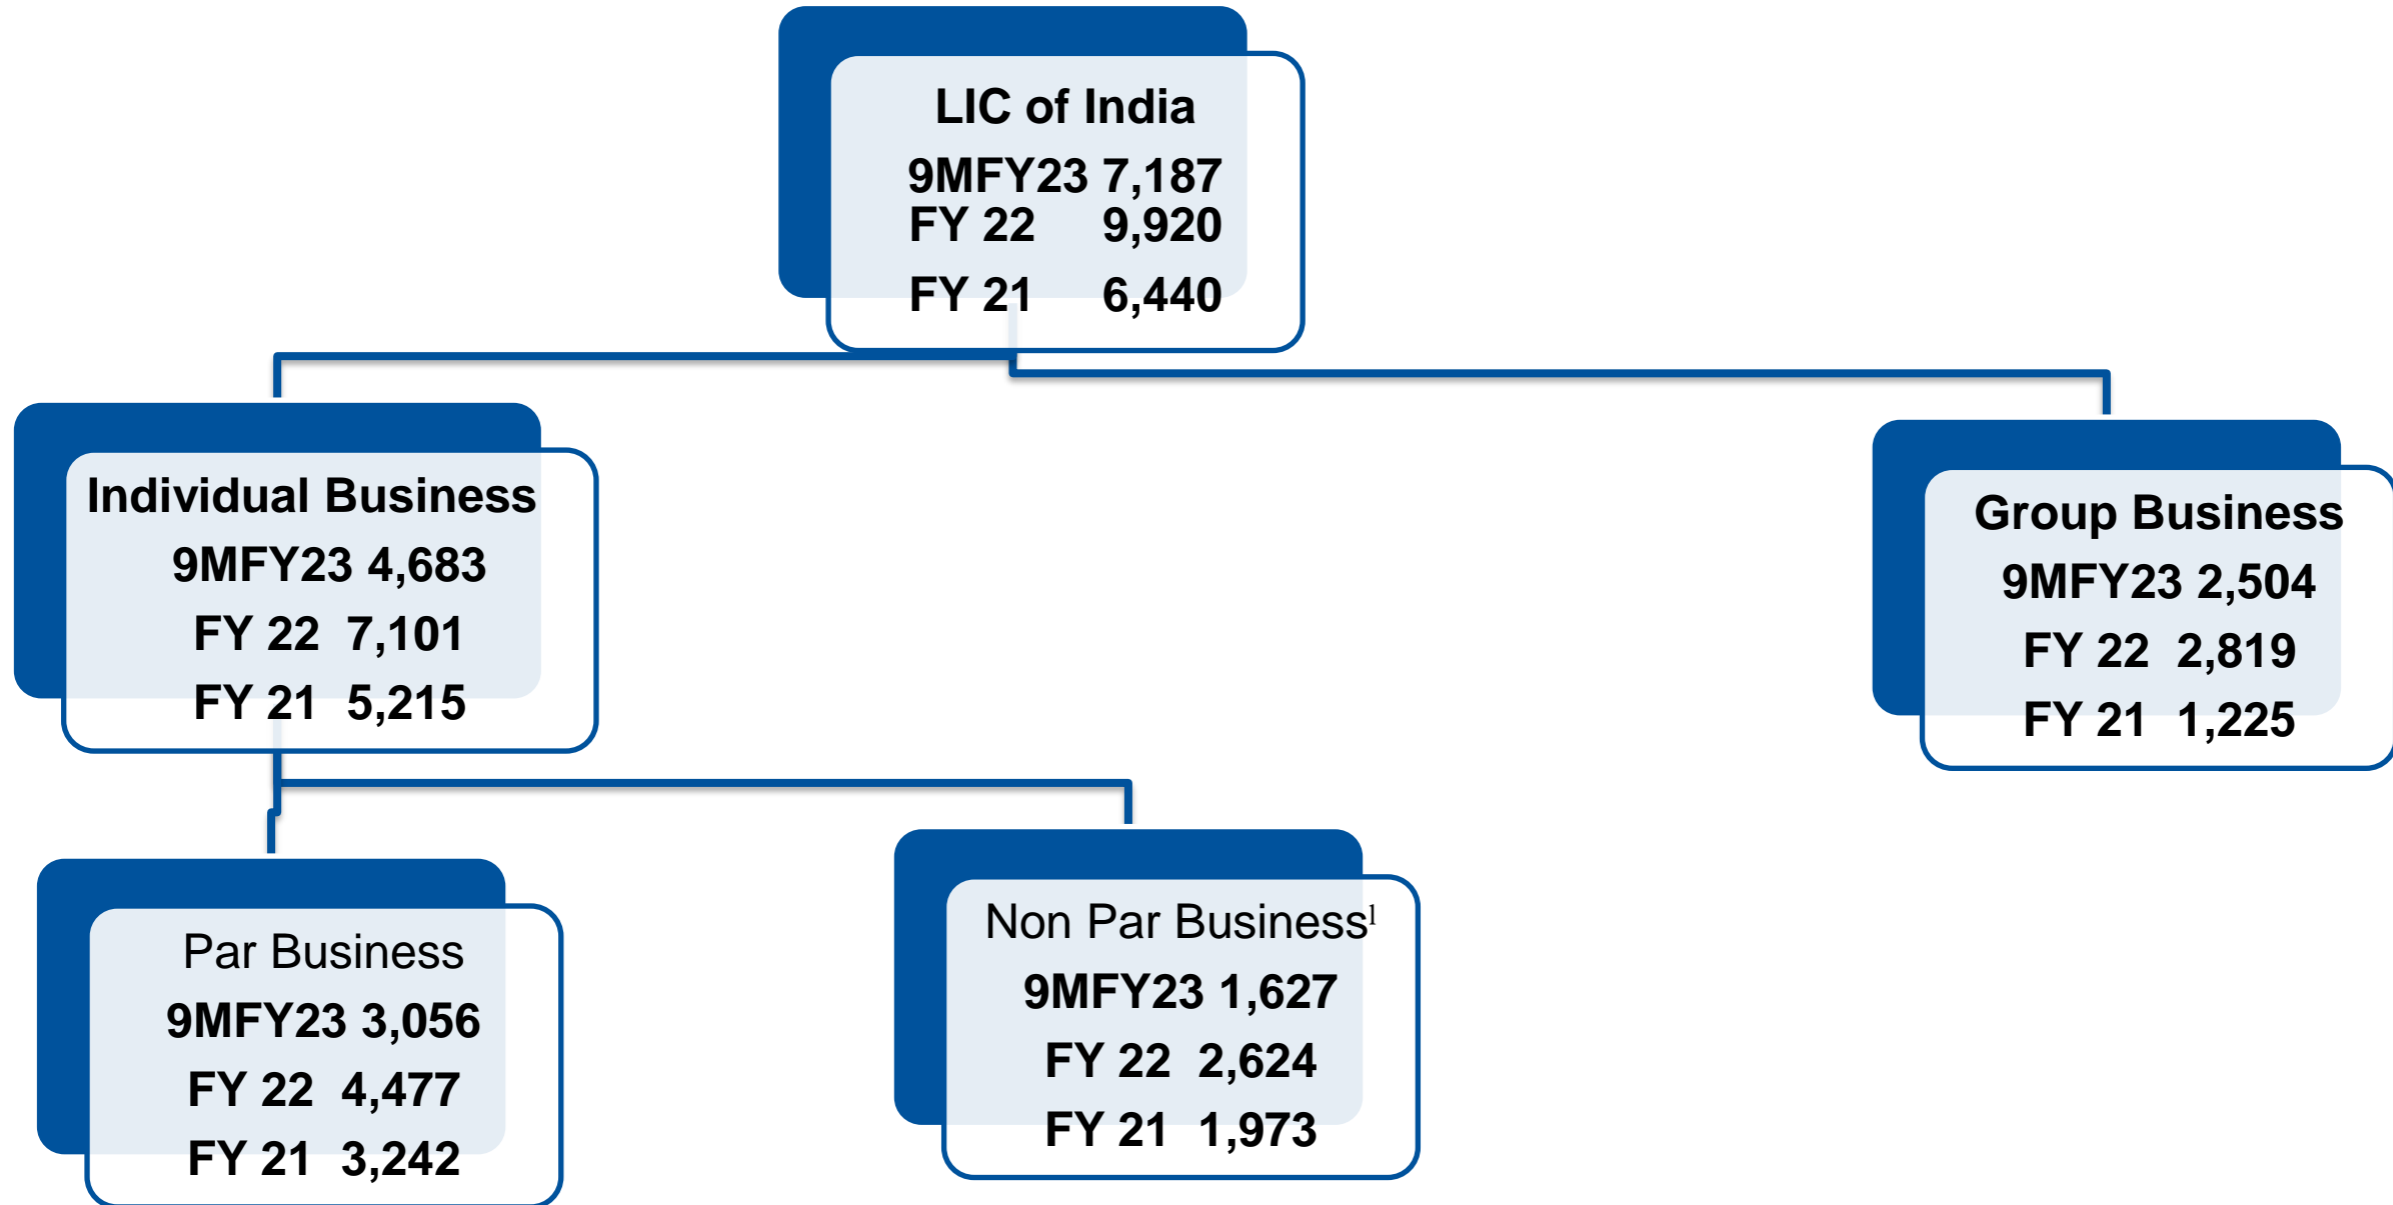 LIC of India
9MFY23 7,187
FY 22 9,920
FY 21 6,440
Individual Business
9MFY23 4,683
FY 22 7,101
FY 21 5,215
Group Business
9MFY23 2,504
FY 22 2,819
FY 21 1,225
Par Business
9MFY23 3,056
FY 22 4,477
FY 21 3,242
Non Par Business¹
9MFY23 1,627
FY 22 2,624
FY 21 1,973